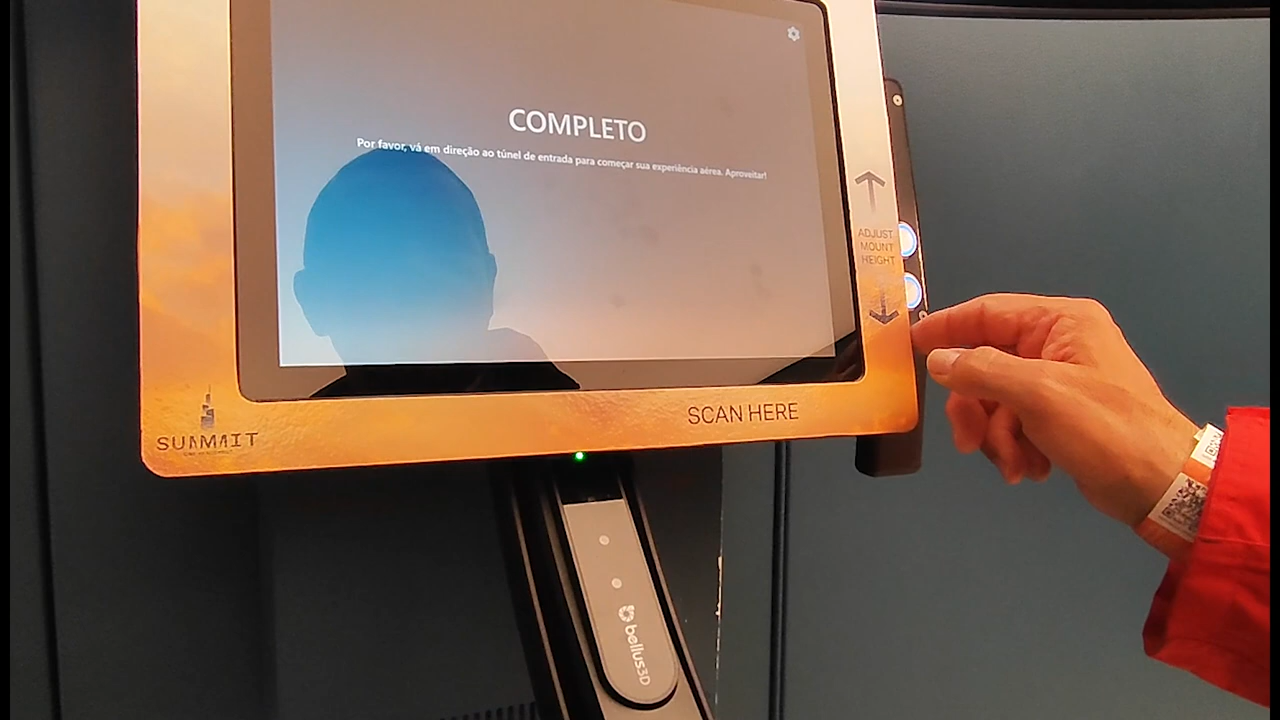 COMPLETO
Por favor, vá em direção ao túnel de entrada para começar sua experiência aérea. Aproveitar!
ADJUST
MOUNT
HEIGHT
SCAN HERE
SUMMIT
bellus3D